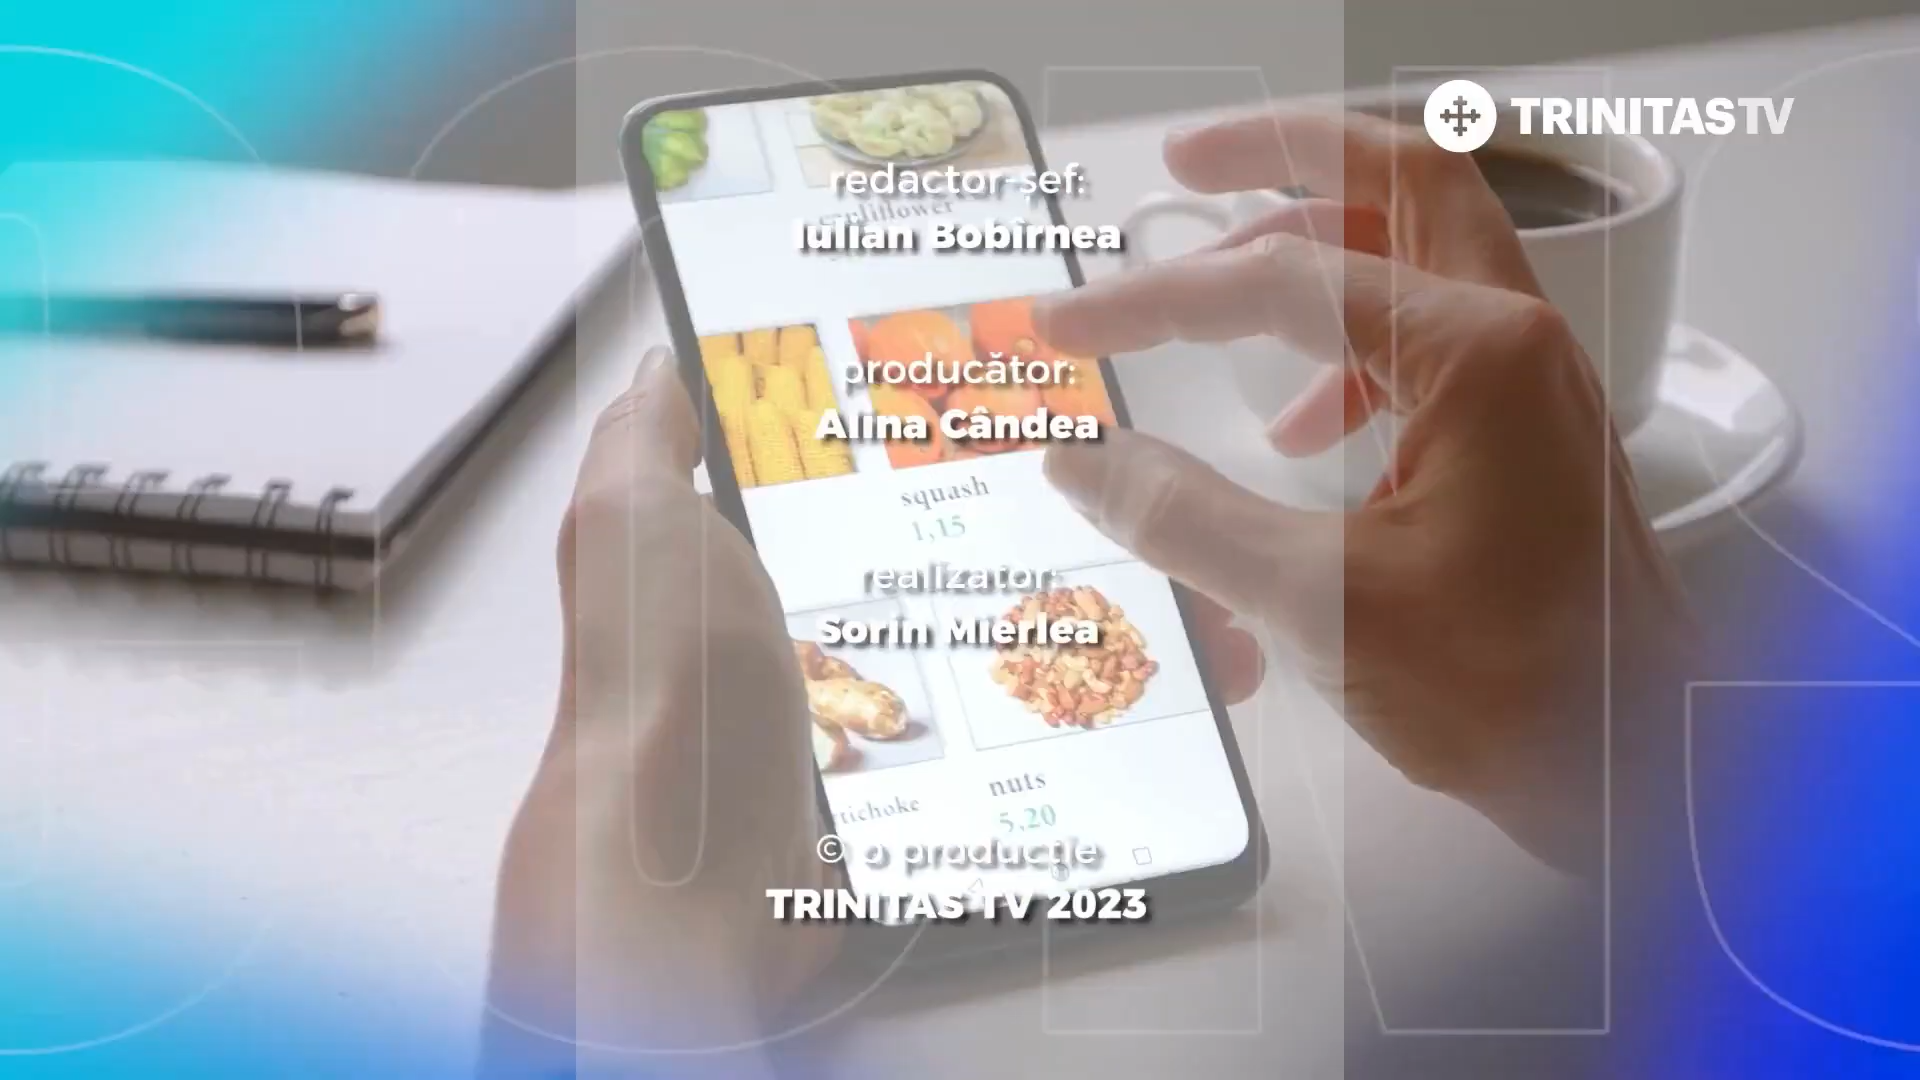 TRINITAS TV
redactor-șef:
cauliflower
Iulian Bobîrnea
producător:
Alina Cândea
squash
1,15
realizator:
Sorin Mierlea
nuts
5,20
© o producție
TRINITAS TV 2023